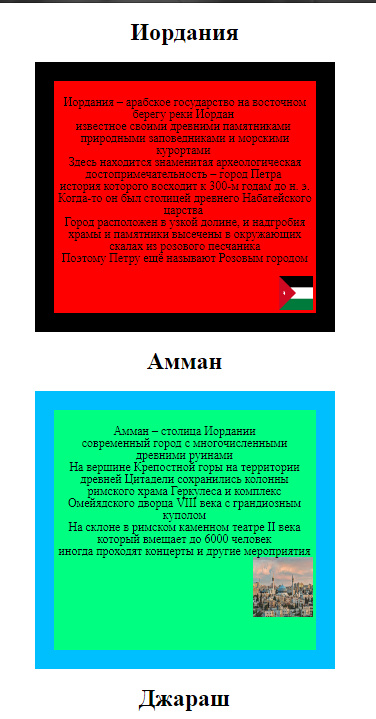 Иордания
Иордания – арабское государство на восточном
берегу реки Иордан
известное своими древними памятниками
природными заповедниками и морскими
курортами
Здесь находится знаменитая археологическая
достопримечательность – город Петра
история которого восходит к 300-м годам до н. э.
Когда-то он был столицей древнего Набатейского
царства
Город расположен в узкой долине, и надгробия
храмы и памятники высечены в окружающих
скалах из розового песчаника
Поэтому Петру ещё называют Розовым городом
Амман
Амман – столица Иордании
современный город с многочисленными
древними руинами
На вершине Крепостной горы на территории
древней Цитадели сохранились колонны
римского храма Геркулеса и комплекс
Омейядского дворца VIII века с грандиозным
куполом
На склоне в римском каменном театре II века
который вмещает до 6000 человек
иногда проходят концерты и другие мероприятия
Джараш